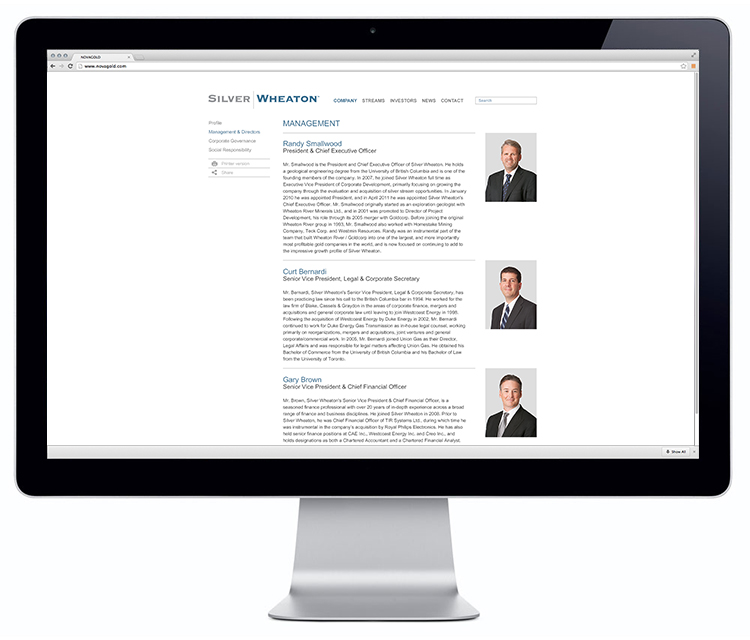 NOVAGOLD
www.novagold.com
SILVER WHEATON
COMPANY STREAMS INVESTORS NEWS CONTACT Search
Profile
Management & Directors
Corporate Governance
Social Responsibility
Printer version
Share
MANAGEMENT
Randy Smallwood
President & Chief Executive Officer
Mr. Smallwood is the President and Chief Executive Officer of Silver Wheaton. He holds
a geological engineering degree from the University of British Columbia and is one of the
founding members of the company. In 2007, he joined Silver Wheaton full time as
Executive Vice President of Corporate Development, primarily focusing on growing the
company through the evaluation and acquisition of silver stream opportunities. In January
2010 he was appointed President, and in April 2011 he was appointed Silver Wheaton's
Chief Executive Officer. Mr. Smallwood originally started as an exploration geologist with
Wheaton River Minerals Ltd., and in 2001 was promoted to Director of Project
Development, his role through its 2005 merger with Goldcorp. Before joining the original
Wheaton River group in 1993, Mr. Smallwood also worked with Homestake Mining
Company, Teck Corp. and Westmin Resources. Randy was an instrumental part of the
team that built Wheaton River / Goldcorp into one of the largest, and more importantly
most profitable gold companies in the world, and is now focused on continuing to add to
the impressive growth profile of Silver Wheaton.
Curt Bernardi
Senior Vice President, Legal & Corporate Secretary
Mr. Bernardi, Silver Wheaton's Senior Vice President, Legal & Corporate Secretary, has
been practicing law since his call to the British Columbia bar in 1994. He worked for the
law firm of Blake, Cassels & Graydon in the areas of corporate finance, mergers and
acquisitions and general corporate law until leaving to join Westcoast Energy in 1998.
Following the acquisition of Westcoast Energy by Duke Energy in 2002, Mr. Bernardi
continued to work for Duke Energy Gas Transmission as in-house legal counsel, working
primarily on reorganizations, mergers and acquisitions, joint ventures and general
corporate/commercial work. In 2005, Mr. Bernardi joined Union Gas as their Director,
Legal Affairs and was responsible for legal matters affecting Union Gas. He obtained his
Bachelor of Commerce from the University of British Columbia and his Bachelor of Law
from the University of Toronto.
Gary Brown
Senior Vice President & Chief Financial Officer
Mr. Brown, Silver Wheaton's Senior Vice President & Chief Financial Officer, is a
seasoned finance professional with over 20 years of in-depth experience across a broad
range of finance and business disciplines. He joined Silver Wheaton in 2008. Prior to
Silver Wheaton, he was Chief Financial Officer of TIR Systems Ltd., during which time he
was instrumental in the company's acquisition by Royal Philips Electronics. He has also
held senior finance positions at CAE Inc., Westcoast Energy Inc. and Creo Inc., and
holds designations as both a Chartered Accountant and a Chartered Financial Analyst.
Show All